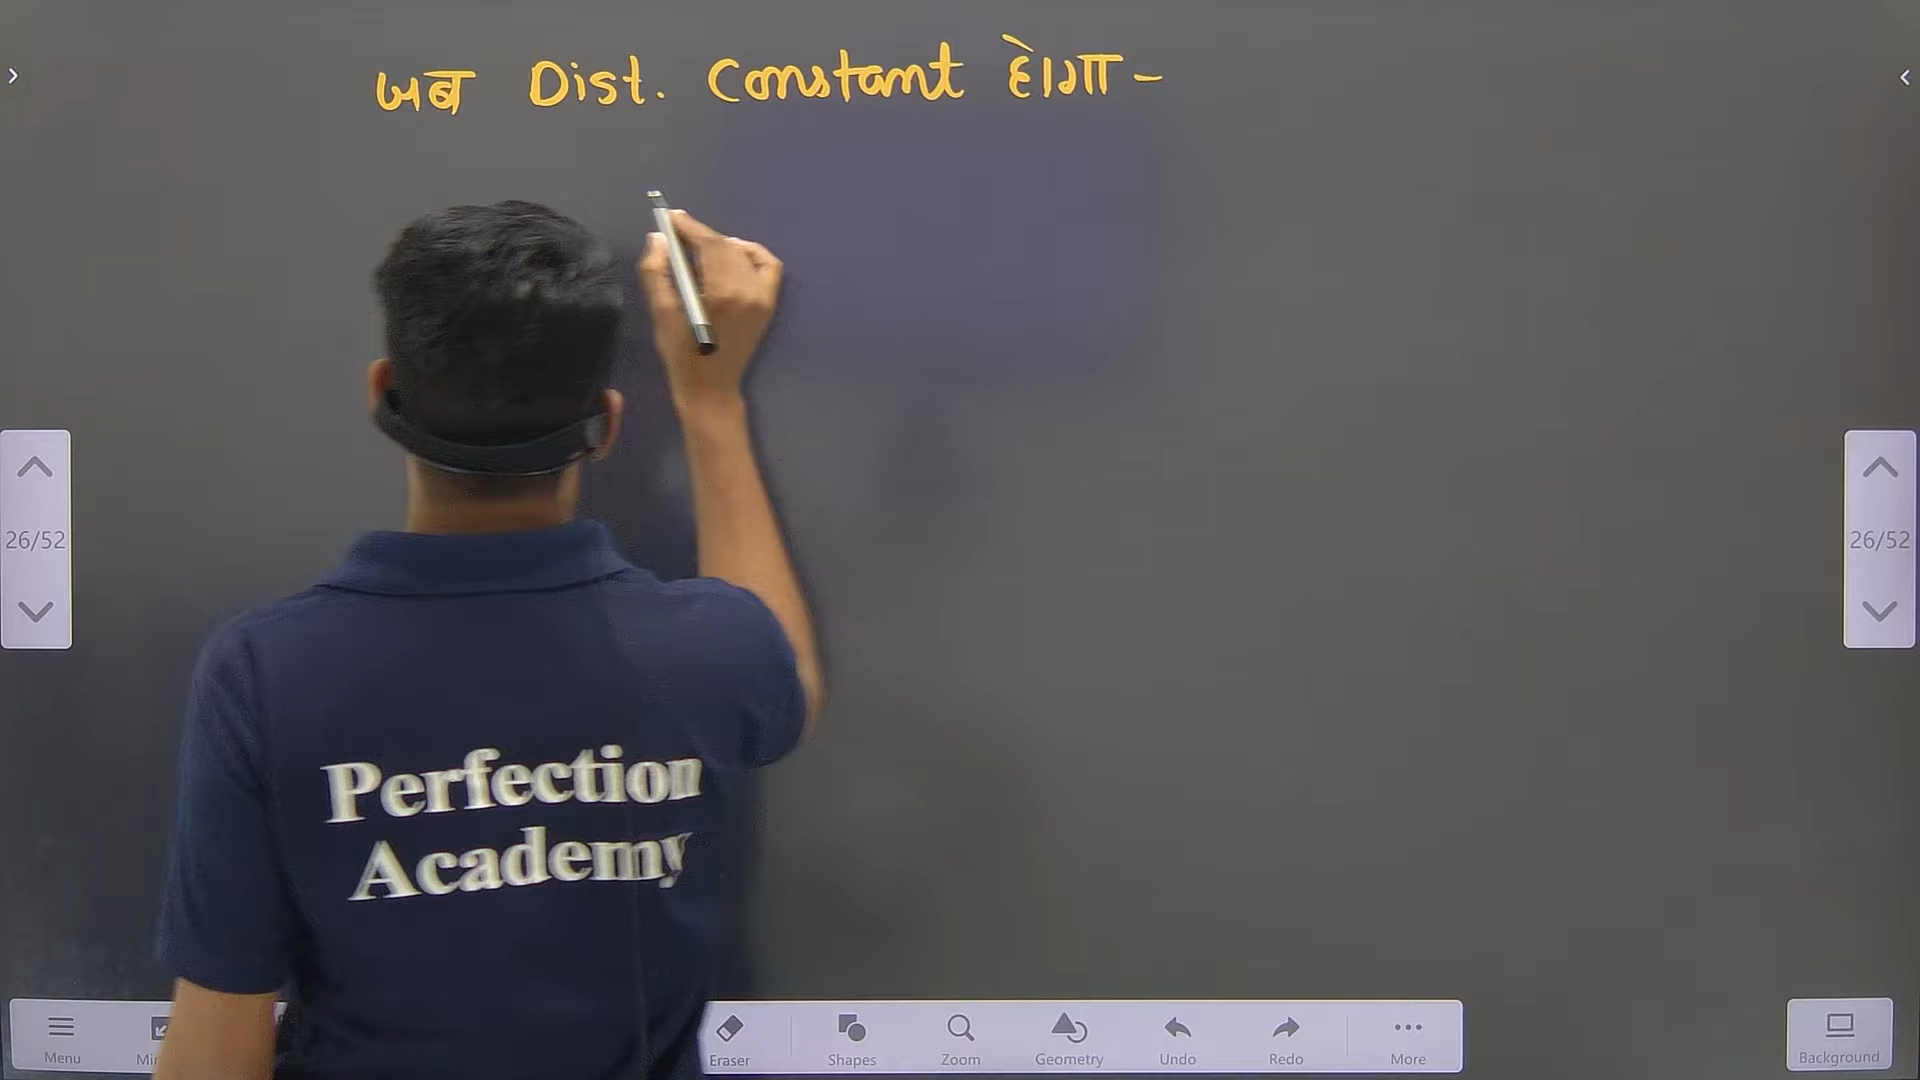 जब Dist. Constant होगा -
26/52
26/52
Perfection
Academy
Menu
Eraser
Shapes
Zoom
Geometry
Undo
Redo
More
Background